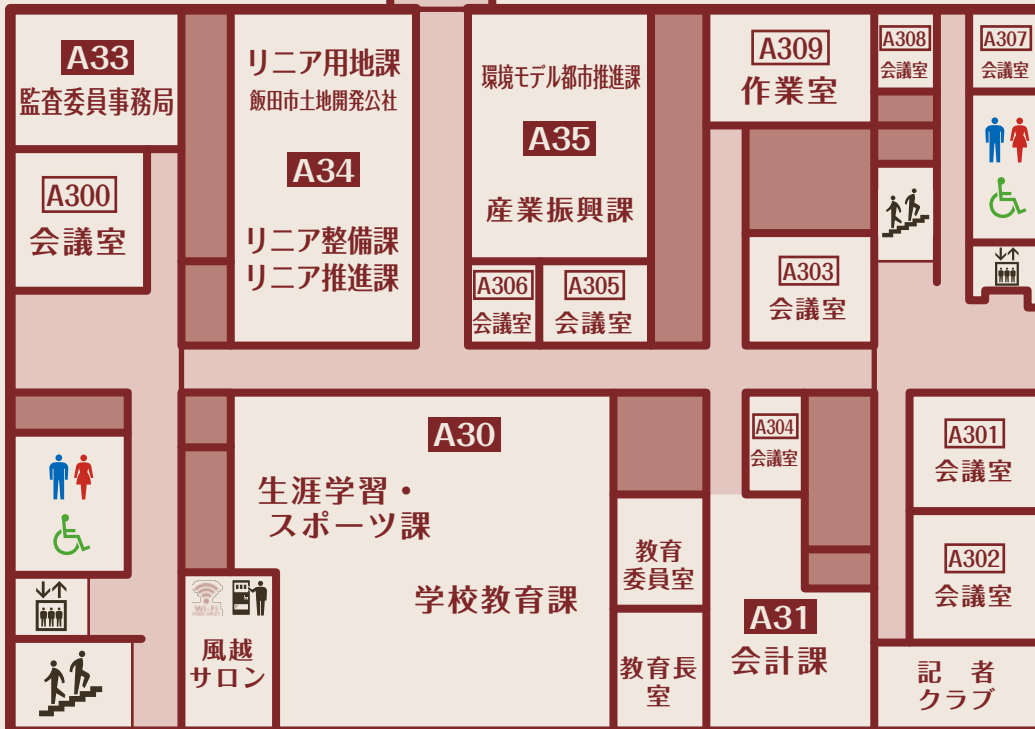 A33
監査委員事務局
A300
会議室
リニア用地課
飯田市土地開発公社
A34
リニア整備課
リニア推進課
環境モデル都市推進課
A35
産業振興課
A306
会議室
A305
会議室
A309
作業室
A303
会議室
A308
会議室
A307
会議室
A30
生涯学習・
スポーツ課
学校教育課
Wi-Fi
風越
サロン
教育
委員室
教育長
室
A304
会議室
A31
会計課
A301
会議室
A302
会議室
記 者
クラブ